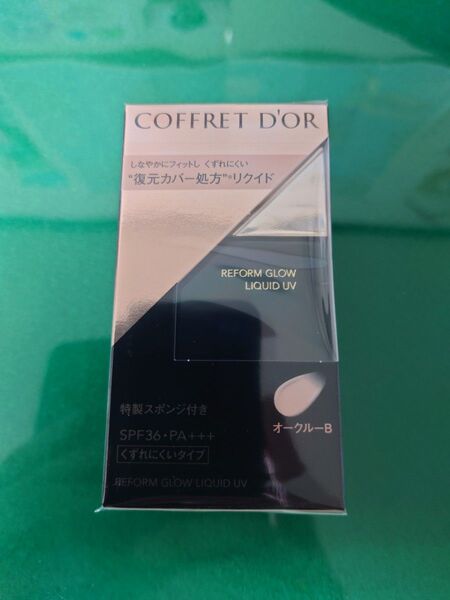 COFFRET D'OR
しなやかにフィットし くずれにくい
"復元カバー処方"*リクイド
REFORM GLOW
LIQUID UV
オークルーB
特製スポンジ付き
SPF36・PA+++
くずれにくいタイプ
REFORM GLOW LIQUID UV